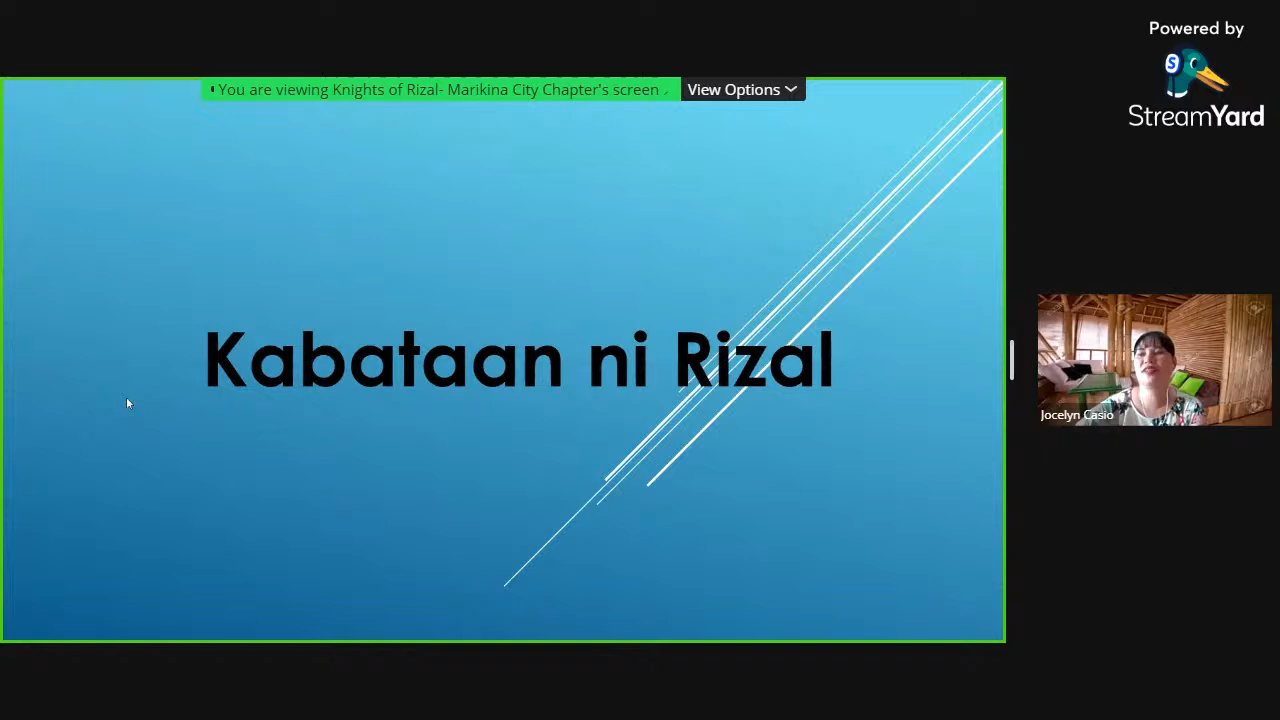 Powered by
StreamYard
You are viewing Knights of Rizal- Marikina City Chapter's screen
View Options
Kabataan ni Rizal
Jocelyn Casio